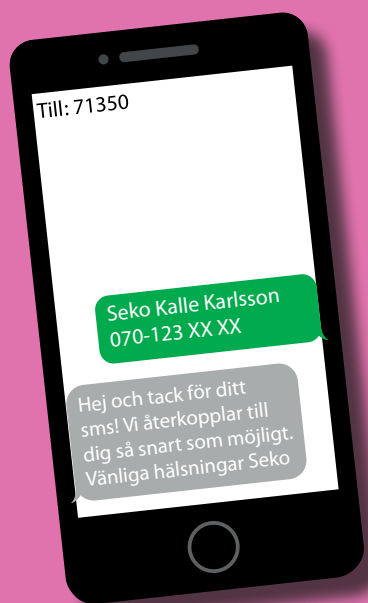 Till: 71350
Seko Kalle Karlsson
070-123 XX XX
Hej och tack för ditt
sms! Vi återkopplar till
dig så snart som möjligt.
Vänliga hälsningar Seko